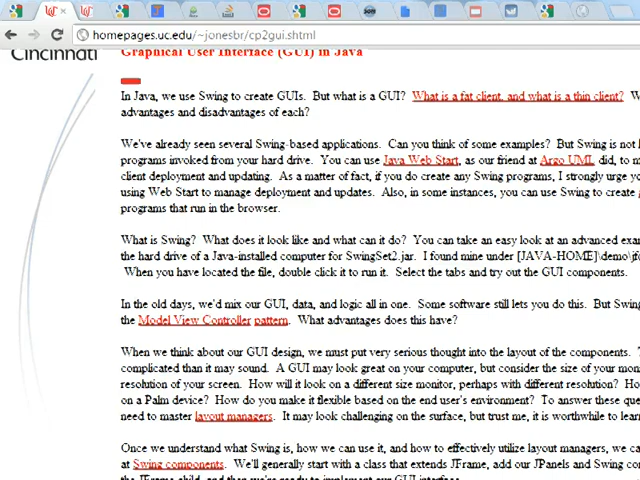 homepages.uc.edu/~jonesbr/cp2gui.shtml
Cincinnati
Graphical User Interface (GUI) in Java
In Java, we use Swing to create GUIs. But what is a GUI? What is a fat client, and what is a thin client? W
advantages and disadvantages of each?
We've already seen several Swing-based applications. Can you think of some examples? But Swing is not
programs invoked from your hard drive. You can use Java Web Start, as our friend at Argo UML did, to
client deployment and updating. As a matter of fact, if you do create any Swing programs, I strongly urge
using Web Start to manage deployment and updates. Also, in some instances, you can use Swing to create
programs that run in the browser.
What is Swing? What does it look like and what can it do? You can take an easy look at an advanced
the hard drive of a Java-installed computer for SwingSet2.jar. I found mine under [JAVA-HOME]\demo\jf
When you have located the file, double click it to run it. Select the tabs and try out the GUI components.
In the old days, we'd mix our GUI, data, and logic all in one. Some software still lets you do this. But
the Model View Controller pattern. What advantages does this have?
When we think about our GUI design, we must put very serious thought into the layout of the components.
complicated than it may sound. A GUI may look great on your computer, but consider the size of your
resolution of your screen. How will it look on a different size monitor, perhaps with different resolution?
on a Palm device? How do you make it flexible based on the end user's environment? To answer these
need to master layout managers. It may look challenging on the surface, but trust me, it is worthwhile to
Once we understand what Swing is, how we can use it, and how to effectively utilize layout managers, we
at Swing components. We'll generally start with a class that extends JFrame, add our JPanels and Swing
the JFrame child, and then we're ready to implement our GUI interface.